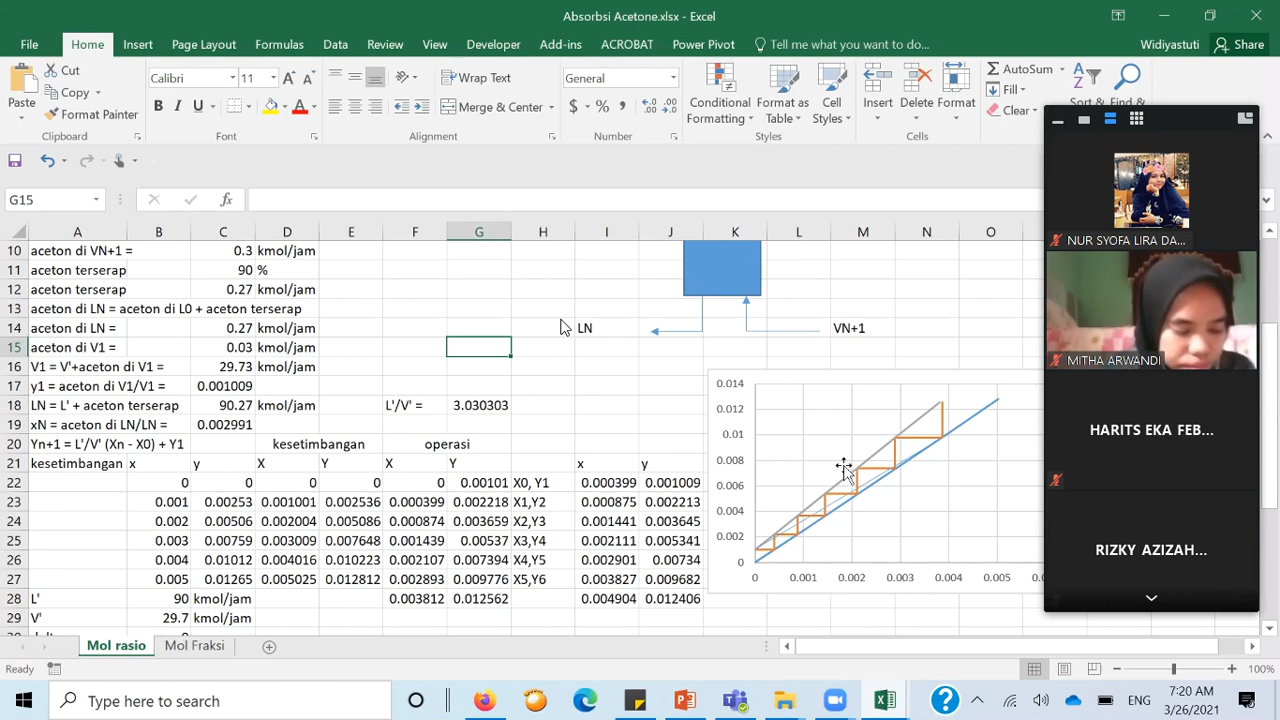 Absorbsi Acetone.xlsx - Excel
File Home Insert Page Layout Formulas Data Review View Developer Add-ins ACROBAT Power Pivot Tell me what you want to do... Widiyastuti Share
Paste
Cut
Copy
Format Painter
Clipboard
Calibri 11
B I U
Font
Wrap Text
Merge & Center
Alignment
General
$ % ,
Number
Conditional Formatting
Format as Table
Cell Styles
Styles
Insert Delete Format
Cells
AutoSum
Fill
Clear
Sort & Find &
G15
fx
A B C D E F G H I J K L M N O
10 aceton di VN+1 = 0.3 kmol/jam
11 aceton terserap 90 %
12 aceton terserap 0.27 kmol/jam
13 aceton di LN = aceton di L0 + aceton terserap
14 aceton di LN = 0.27 kmol/jam LN VN+1
15 aceton di V1 = 0.03 kmol/jam
16 V1 = V'+aceton di V1 = 29.73 kmol/jam
17 y1 = aceton di V1/V1 = 0.001009
18 LN = L' + aceton terserap 90.27 kmol/jam L'/V' = 3.030303
19 xN = aceton di LN/LN = 0.002991
20 Yn+1 = L'/V' (Xn - X0) + Y1 kesetimbangan operasi
21 kesetimbangan x y X Y X Y x y
22 0 0 0 0 0 0.00101 X0, Y1 0.000399 0.001009
23 0.001 0.00253 0.001001 0.002536 0.000399 0.002218 X1,Y2 0.000875 0.002213
24 0.002 0.00506 0.002004 0.005086 0.000874 0.003659 X2,Y3 0.001441 0.003645
25 0.003 0.00759 0.003009 0.007648 0.001439 0.00537 X3,Y4 0.002111 0.005341
26 0.004 0.01012 0.004016 0.010223 0.002107 0.007394 X4,Y5 0.002901 0.00734
27 0.005 0.01265 0.005025 0.012812 0.002893 0.009776 X5,Y6 0.003827 0.009682
28 L' 90 kmol/jam 0.003812 0.012562 0.004904 0.012406
29 V' 29.7 kmol/jam
0.014
0.012
0.01
0.008
0.006
0.004
0.002
0
0 0.001 0.002 0.003 0.004 0.005
NUR SYOFA LIRA DA...
MITHA ARWANDI
HARITS EKA FEB...
RIZKY AZIZAH...
Mol rasio Mol Fraksi
Ready 100%
Type here to search
ENG
7:20 AM
3/26/2021